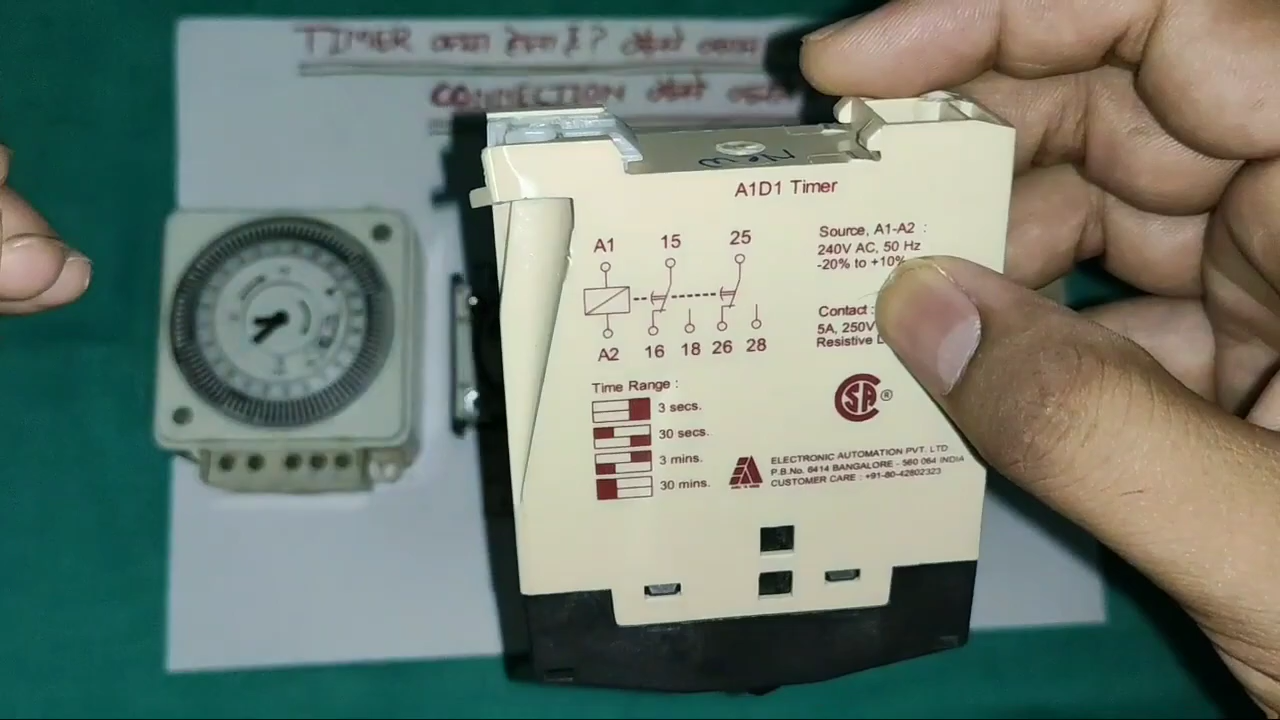 TIMER क्या होता है? कैसे
CONNECTION कैसे
A1D1 Timer
A1 15 25
A2 16 18 26 28
Source, A1-A2 :
240V AC, 50 Hz
-20% to +10%
Contact :
5A, 250V
Resistive
Time Range :
3 secs.
30 secs.
3 mins.
30 mins.
SA ®
ELECTRONIC AUTOMATION PVT. LTD
P.B.No. 6414 BANGALORE - 560 064 INDIA
CUSTOMER CARE : +91-80-42802323